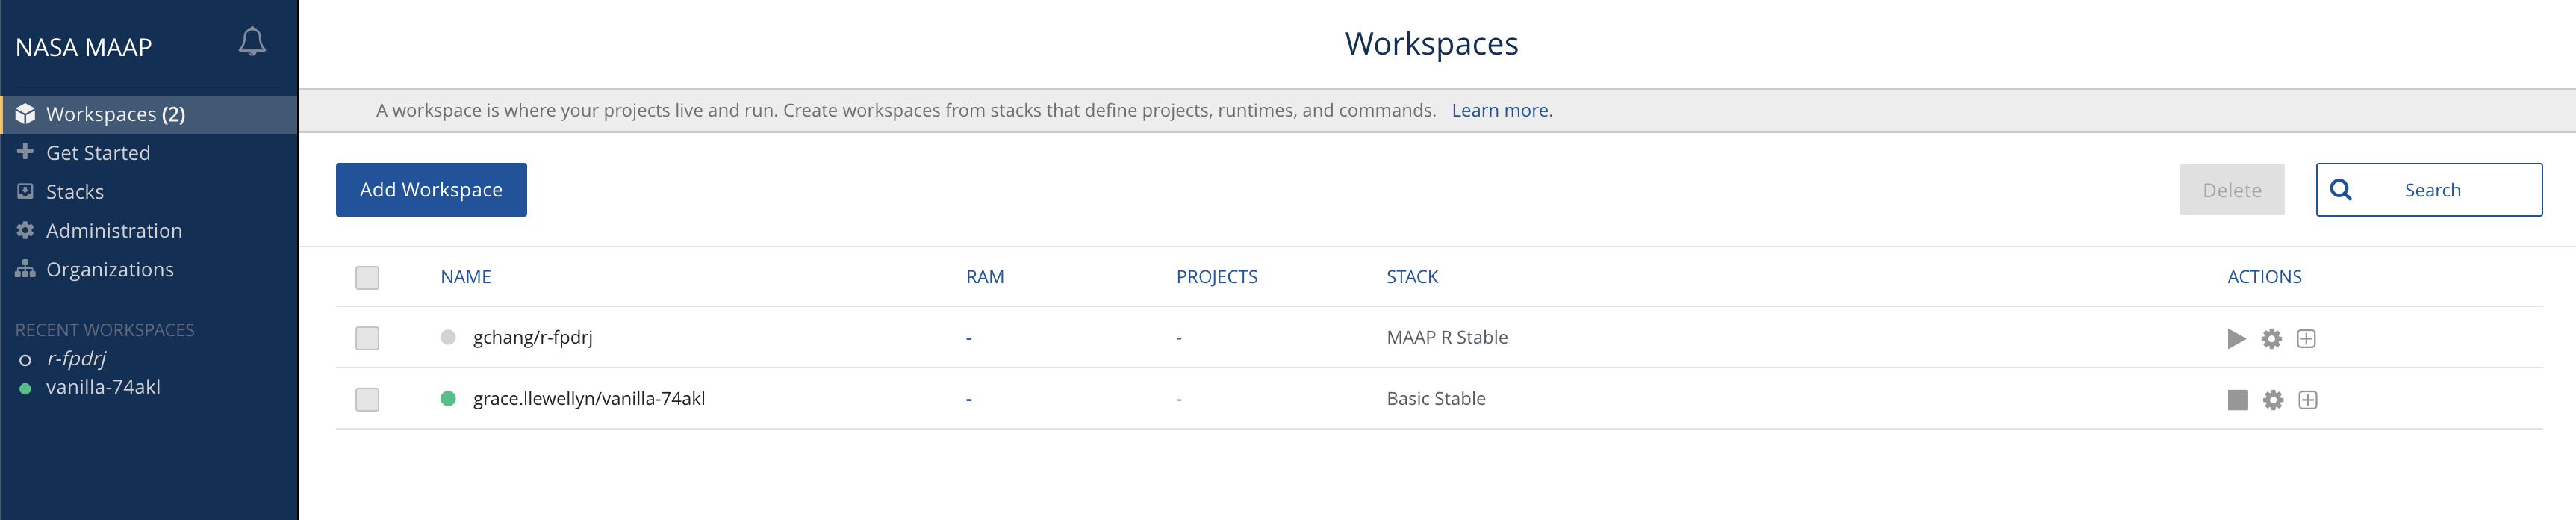 NASA MAAP
Workspaces (2)
Get Started
Stacks
Administration
Organizations
RECENT WORKSPACES
r-fpdrj
vanilla-74akl
Workspaces
A workspace is where your projects live and run. Create workspaces from stacks that define projects, runtimes, and commands. Learn more.
Add Workspace
Delete
Search
NAME RAM PROJECTS STACK ACTIONS
gchang/r-fpdrj - - MAAP R Stable
grace.llewellyn/vanilla-74akl - - Basic Stable